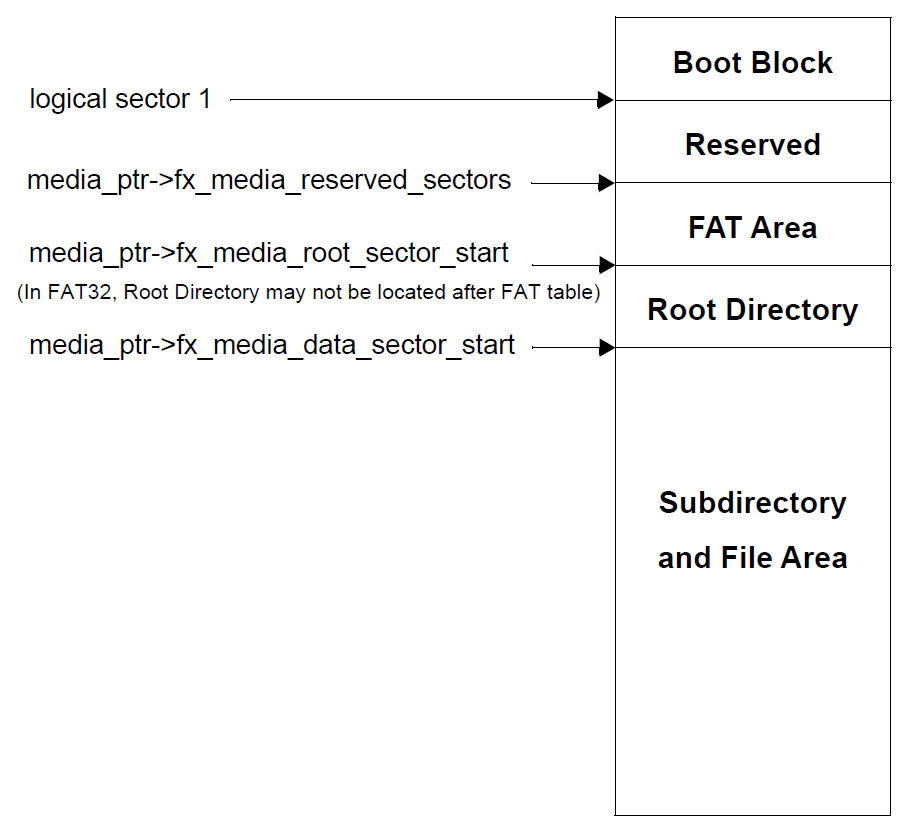 Boot Block
logical sector 1
Reserved
media_ptr->fx_media_reserved_sectors
FAT Area
media_ptr->fx_media_root_sector_start
(In FAT32, Root Directory may not be located after FAT table)
Root Directory
media_ptr->fx_media_data_sector_start
Subdirectory
and File Area